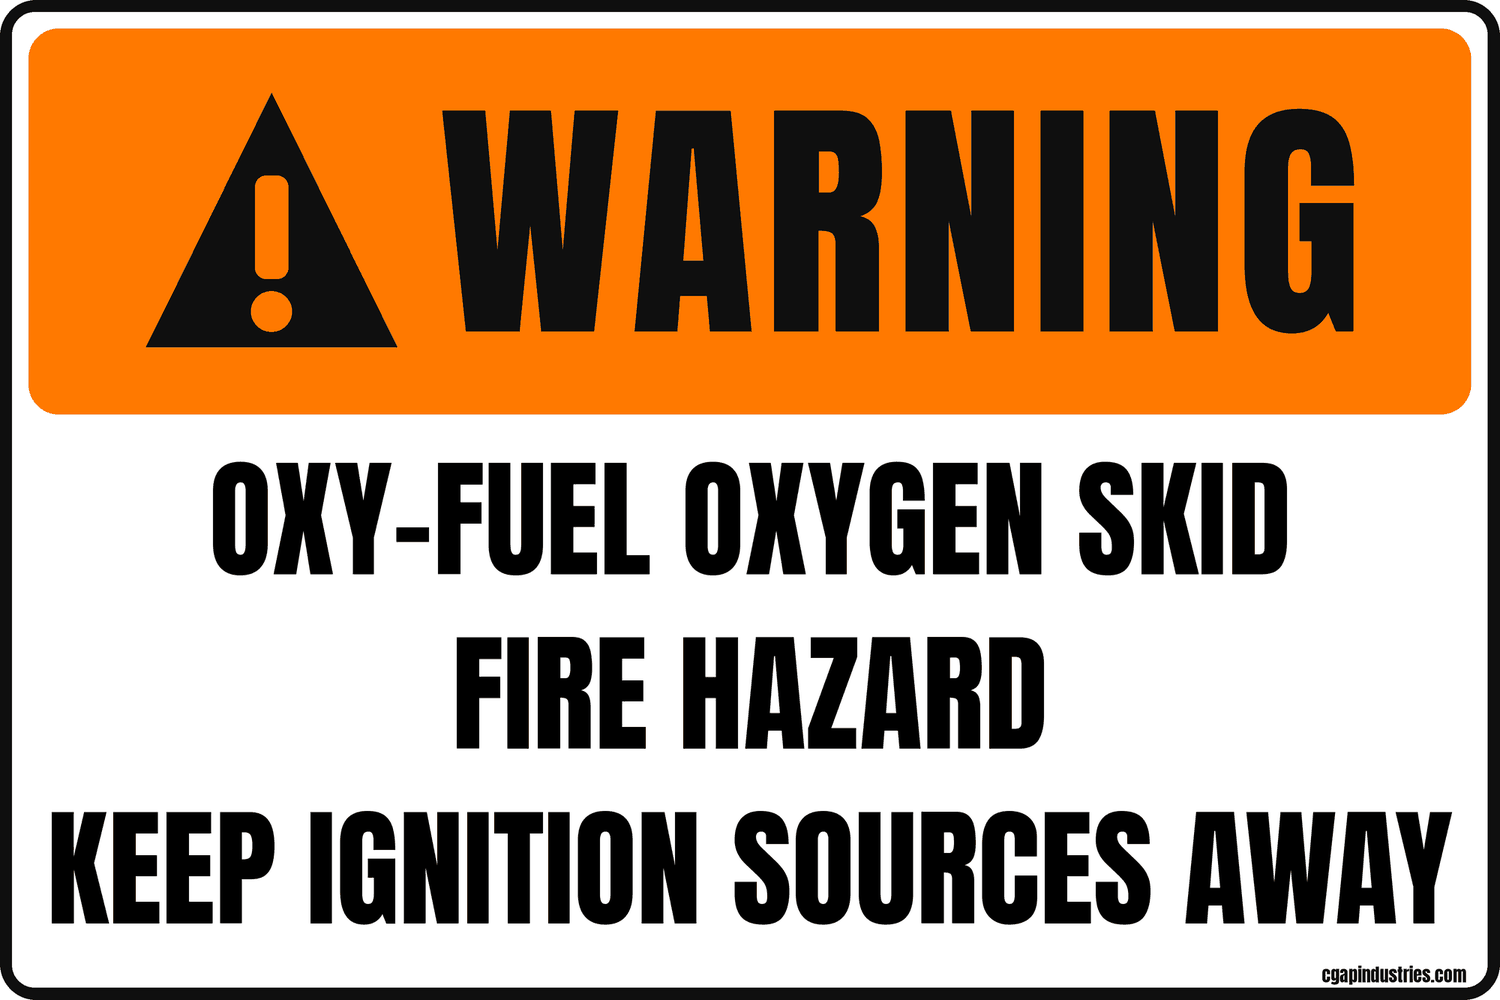 WARNING
OXY-FUEL OXYGEN SKID
FIRE HAZARD
KEEP IGNITION SOURCES AWAY
cgapindustries.com